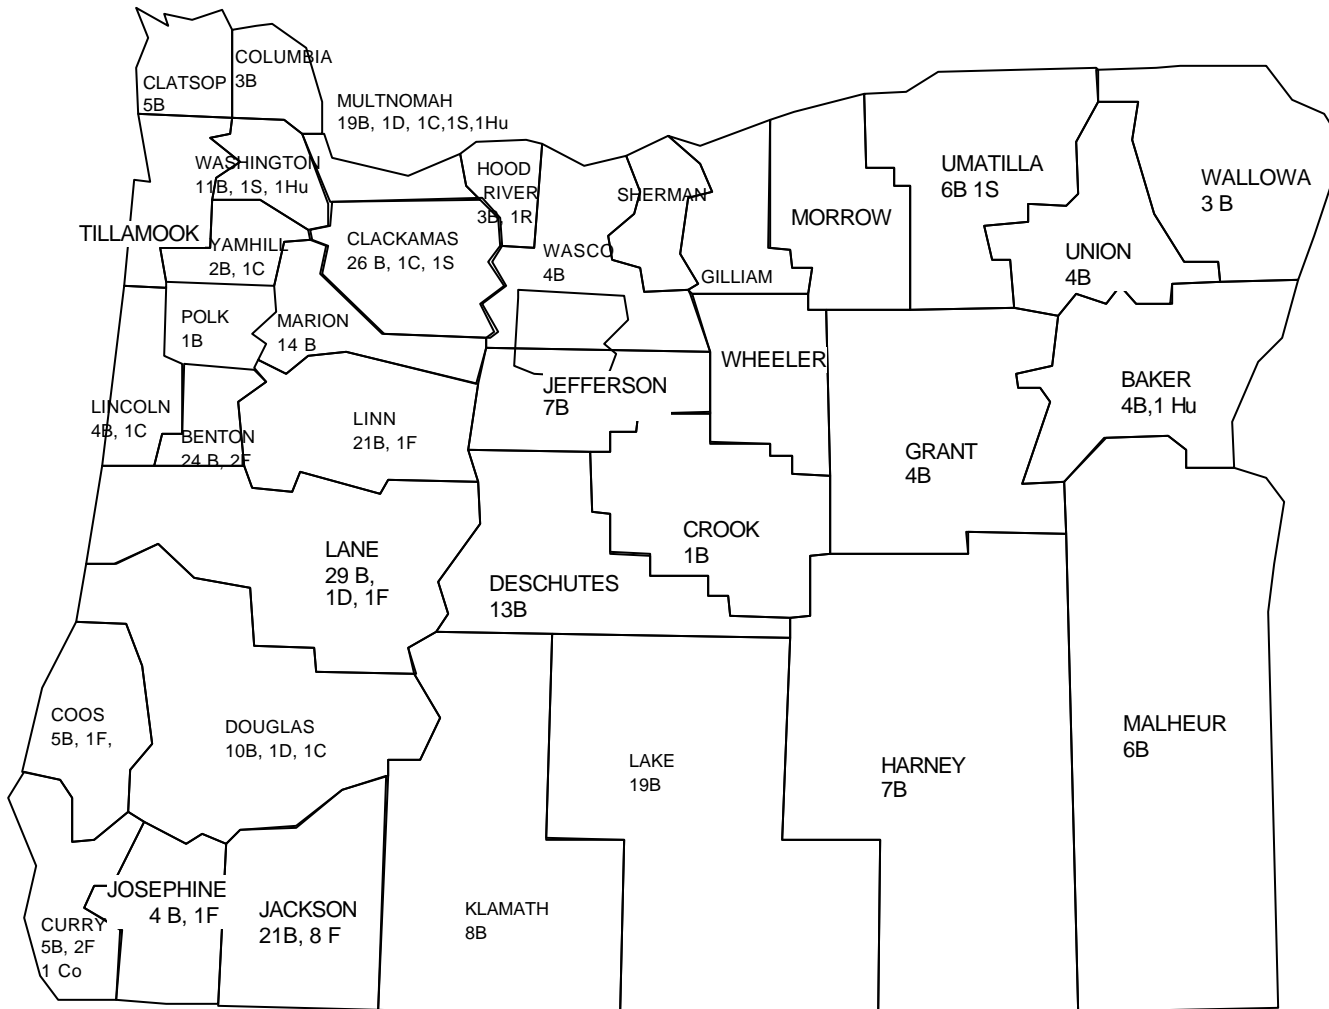 COLUMBIA
3B
CLATSOP
5B
MULTNOMAH
19B, 1D, 1C,1S,1Hu
WASHINGTON
11B, 1S, 1Hu
HOOD
RIVER
3B, 1R
SHERMAN
UMATILLA
6B 1S
WALLOWA
3 B
MORROW
TILLAMOOK
YAMHILL
2B, 1C
CLACKAMAS
26 B, 1C, 1S
WASCO
4B
GILLIAM
UNION
4B
POLK
1B
MARION
14 B
WHEELER
JEFFERSON
7B
BAKER
4B,1 Hu
LINCOLN
4B, 1C
BENTON
24 B, 2F
LINN
21B, 1F
GRANT
4B
CROOK
1B
LANE
29 B,
1D, 1F
DESCHUTES
13B
COOS
5B, 1F,
DOUGLAS
10B, 1D, 1C
LAKE
19B
HARNEY
7B
MALHEUR
6B
JOSEPHINE
4 B, 1F
JACKSON
21B, 8 F
KLAMATH
8B
CURRY
5B, 2F
1 Co